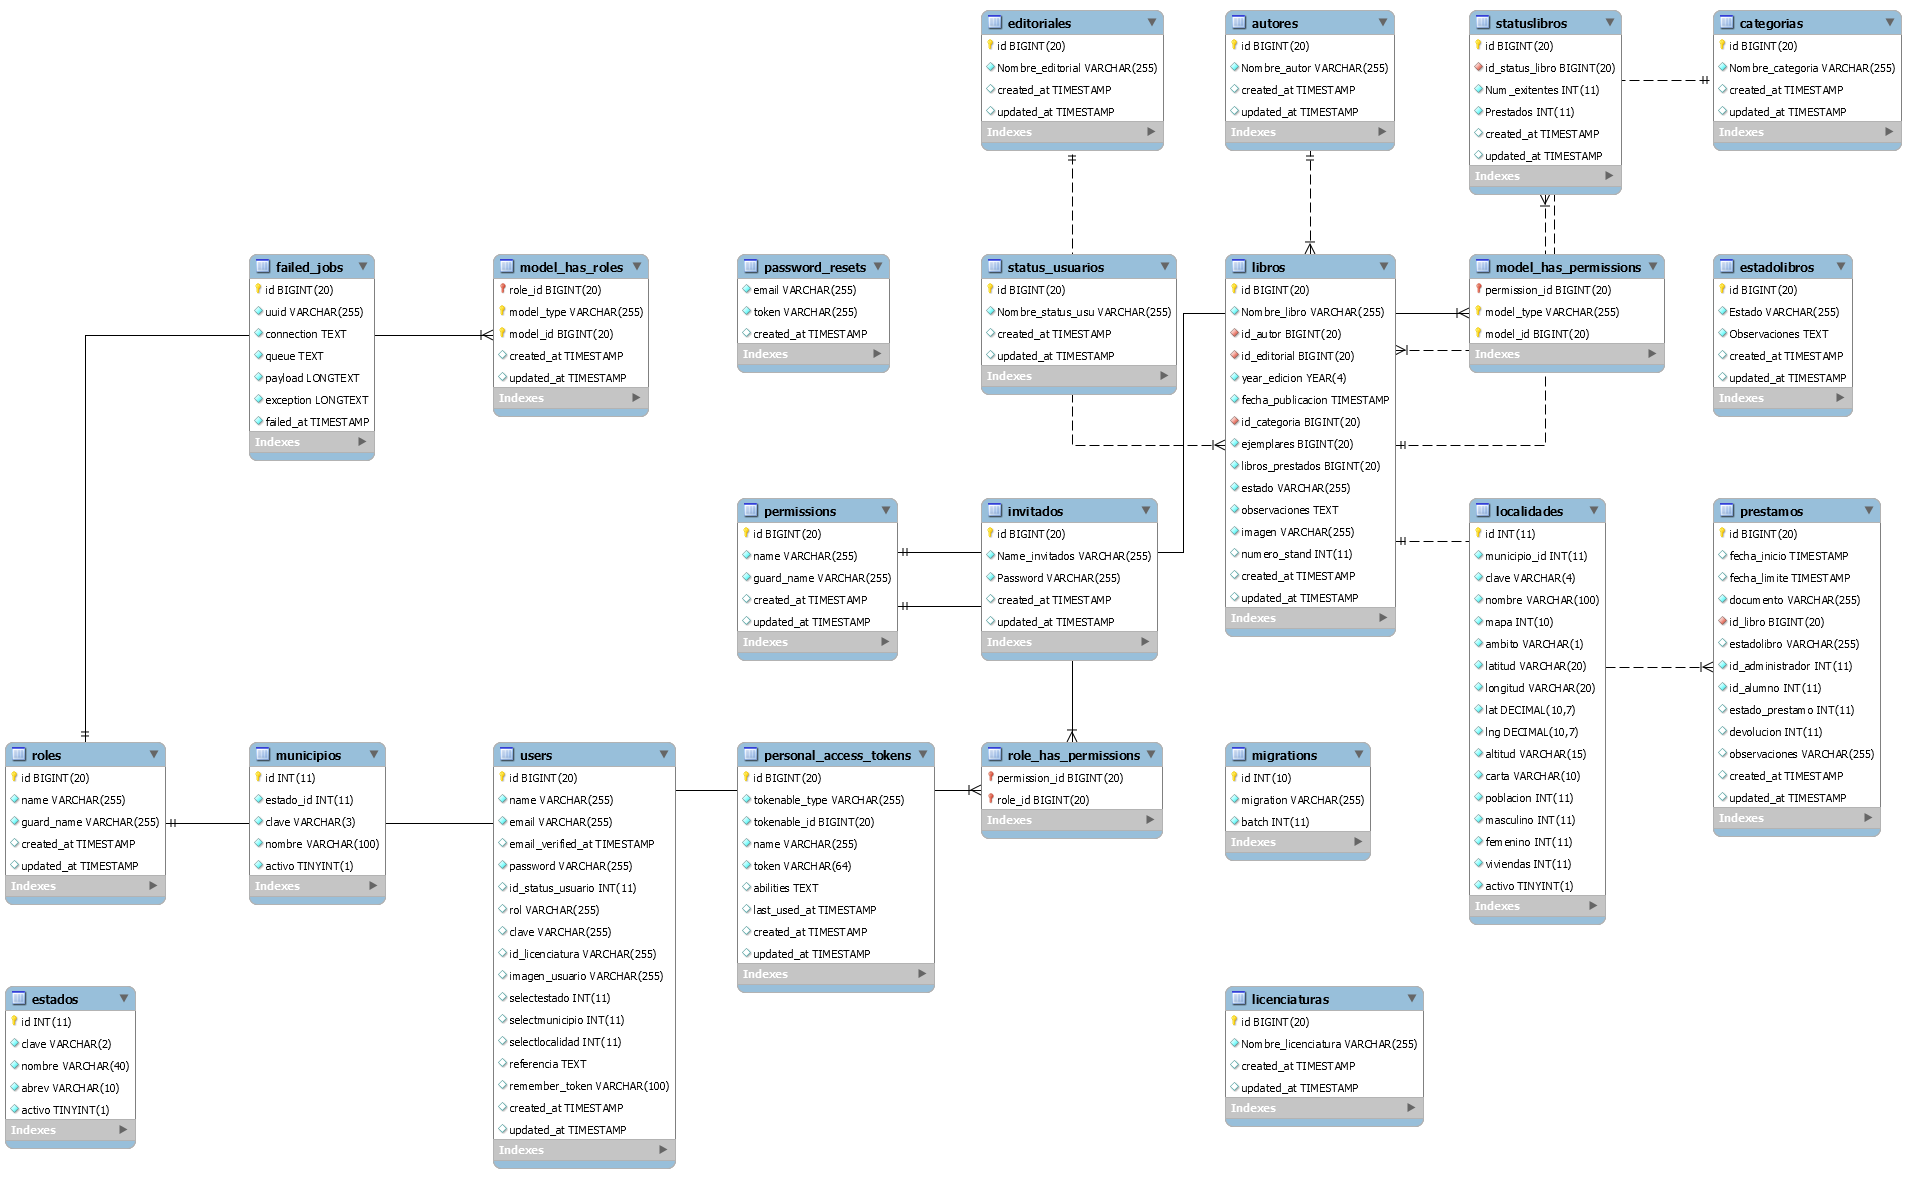 editoriales
id BIGINT(20)
Nombre_editorial VARCHAR(255)
created_at TIMESTAMP
updated_at TIMESTAMP
Indexes
autores
id BIGINT(20)
Nombre_autor VARCHAR(255)
created_at TIMESTAMP
updated_at TIMESTAMP
Indexes
statuslibros
id BIGINT(20)
id_status_libro BIGINT(20)
Num_exitentes INT(11)
Prestados INT(11)
created_at TIMESTAMP
updated_at TIMESTAMP
Indexes
categorias
id BIGINT(20)
Nombre_categoria VARCHAR(255)
created_at TIMESTAMP
updated_at TIMESTAMP
Indexes
failed_jobs
id BIGINT(20)
uuid VARCHAR(255)
connection TEXT
queue TEXT
payload LONGTEXT
exception LONGTEXT
failed_at TIMESTAMP
Indexes
model_has_roles
role_id BIGINT(20)
model_type VARCHAR(255)
model_id BIGINT(20)
created_at TIMESTAMP
updated_at TIMESTAMP
Indexes
password_resets
email VARCHAR(255)
token VARCHAR(255)
created_at TIMESTAMP
Indexes
status_usuarios
id BIGINT(20)
Nombre_status_usu VARCHAR(255)
created_at TIMESTAMP
updated_at TIMESTAMP
Indexes
libros
id BIGINT(20)
Nombre_libro VARCHAR(255)
id_autor BIGINT(20)
id_editorial BIGINT(20)
year_edicion YEAR(4)
fecha_publicacion TIMESTAMP
id_categoria BIGINT(20)
ejemplares BIGINT(20)
libros_prestados BIGINT(20)
estado VARCHAR(255)
observaciones TEXT
imagen VARCHAR(255)
numero_stand INT(11)
created_at TIMESTAMP
updated_at TIMESTAMP
Indexes
model_has_permissions
permission_id BIGINT(20)
model_type VARCHAR(255)
model_id BIGINT(20)
Indexes
estadolibros
id BIGINT(20)
Estado VARCHAR(255)
Observaciones TEXT
created_at TIMESTAMP
updated_at TIMESTAMP
Indexes
permissions
id BIGINT(20)
name VARCHAR(255)
guard_name VARCHAR(255)
created_at TIMESTAMP
updated_at TIMESTAMP
Indexes
invitados
id BIGINT(20)
Name_invitados VARCHAR(255)
Password VARCHAR(255)
created_at TIMESTAMP
updated_at TIMESTAMP
Indexes
localidades
id INT(11)
municipio_id INT(11)
clave VARCHAR(4)
nombre VARCHAR(100)
mapa INT(10)
ambito VARCHAR(1)
latitud VARCHAR(20)
longitud VARCHAR(20)
lat DECIMAL(10,7)
lng DECIMAL(10,7)
altitud VARCHAR(15)
carta VARCHAR(10)
poblacion INT(11)
masculino INT(11)
femenino INT(11)
viviendas INT(11)
activo TINYINT(1)
Indexes
prestamos
id BIGINT(20)
fecha_inicio TIMESTAMP
fecha_limite TIMESTAMP
documento VARCHAR(255)
id_libro BIGINT(20)
estadolibro VARCHAR(255)
id_administrador INT(11)
id_alumno INT(11)
estado_prestamo INT(11)
devolucion INT(11)
observaciones VARCHAR(255)
created_at TIMESTAMP
updated_at TIMESTAMP
Indexes
roles
id BIGINT(20)
name VARCHAR(255)
guard_name VARCHAR(255)
created_at TIMESTAMP
updated_at TIMESTAMP
Indexes
municipios
id INT(11)
estado_id INT(11)
clave VARCHAR(3)
nombre VARCHAR(100)
activo TINYINT(1)
Indexes
users
id BIGINT(20)
name VARCHAR(255)
email VARCHAR(255)
email_verified_at TIMESTAMP
password VARCHAR(255)
id_status_usuario INT(11)
rol VARCHAR(255)
clave VARCHAR(255)
id_licenciatura VARCHAR(255)
imagen_usuario VARCHAR(255)
selectestado INT(11)
selectmunicipio INT(11)
selectlocalidad INT(11)
referencia TEXT
remember_token VARCHAR(100)
created_at TIMESTAMP
updated_at TIMESTAMP
Indexes
personal_access_tokens
id BIGINT(20)
tokenable_type VARCHAR(255)
tokenable_id BIGINT(20)
name VARCHAR(255)
token VARCHAR(64)
abilities TEXT
last_used_at TIMESTAMP
created_at TIMESTAMP
updated_at TIMESTAMP
Indexes
role_has_permissions
permission_id BIGINT(20)
role_id BIGINT(20)
Indexes
migrations
id INT(10)
migration VARCHAR(255)
batch INT(11)
Indexes
estados
id INT(11)
clave VARCHAR(2)
nombre VARCHAR(40)
abrev VARCHAR(10)
activo TINYINT(1)
Indexes
licenciaturas
id BIGINT(20)
Nombre_licenciatura VARCHAR(255)
created_at TIMESTAMP
updated_at TIMESTAMP
Indexes